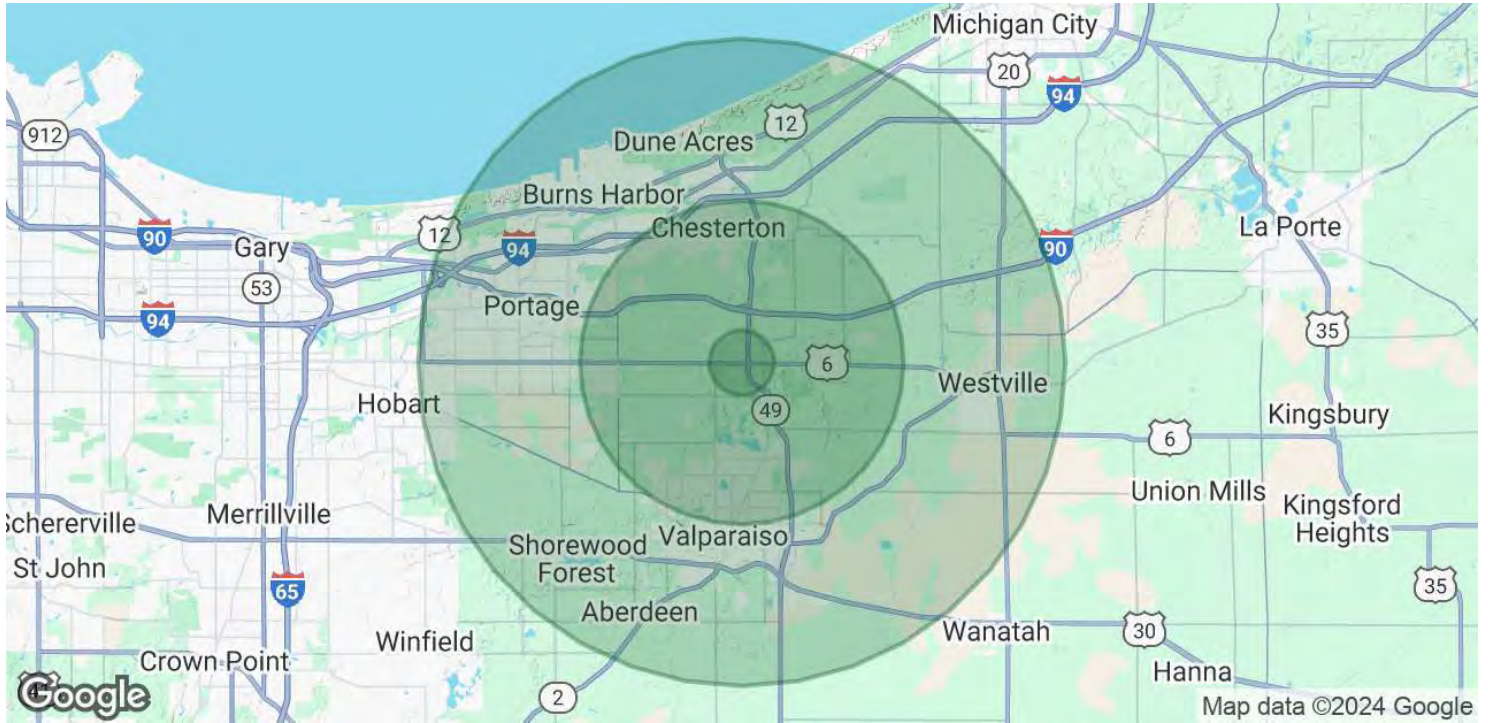 Michigan City
20
94
912
12
Dune Acres
Burns Harbor
12
Chesterton
94
90
Gary
90
La Porte
53
Portage
94
35
6
Westville
Hobart
49
Kingsbury
6
Union Mills
Kingsford
Heights
Merrillville
Schererville
St John
Shorewood
Forest
Valparaiso
65
35
Aberdeen
Winfield
Wanatah
30
Crown Point
Hanna
2
Google
Map data ©2024 Google